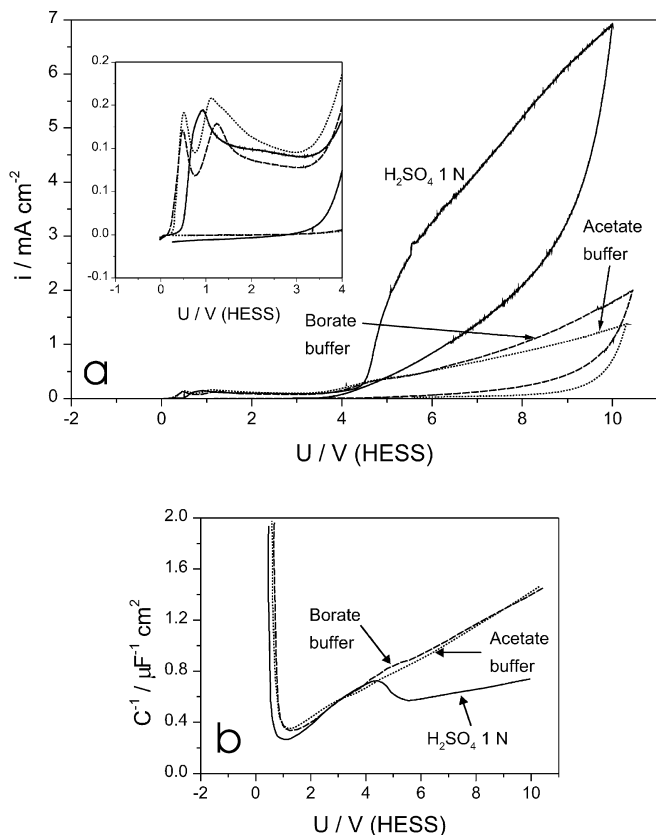 7
6
5
4
3
2
1
0
i / mA cm-2
-2 0 2 4 6 8 10
U / V (HESS)
a
H2SO4 1 N
Acetate
buffer
Borate
buffer
0.2
0.2
0.1
0.1
0.0
-0.1
-1 0 1 2 3 4
U / V (HESS)
2.0
1.6
1.2
0.8
0.4
0.0
C-1 / µF-1 cm2
-2 0 2 4 6 8 10
U / V (HESS)
b
Borate
buffer
Acetate
buffer
H2SO4 1 N